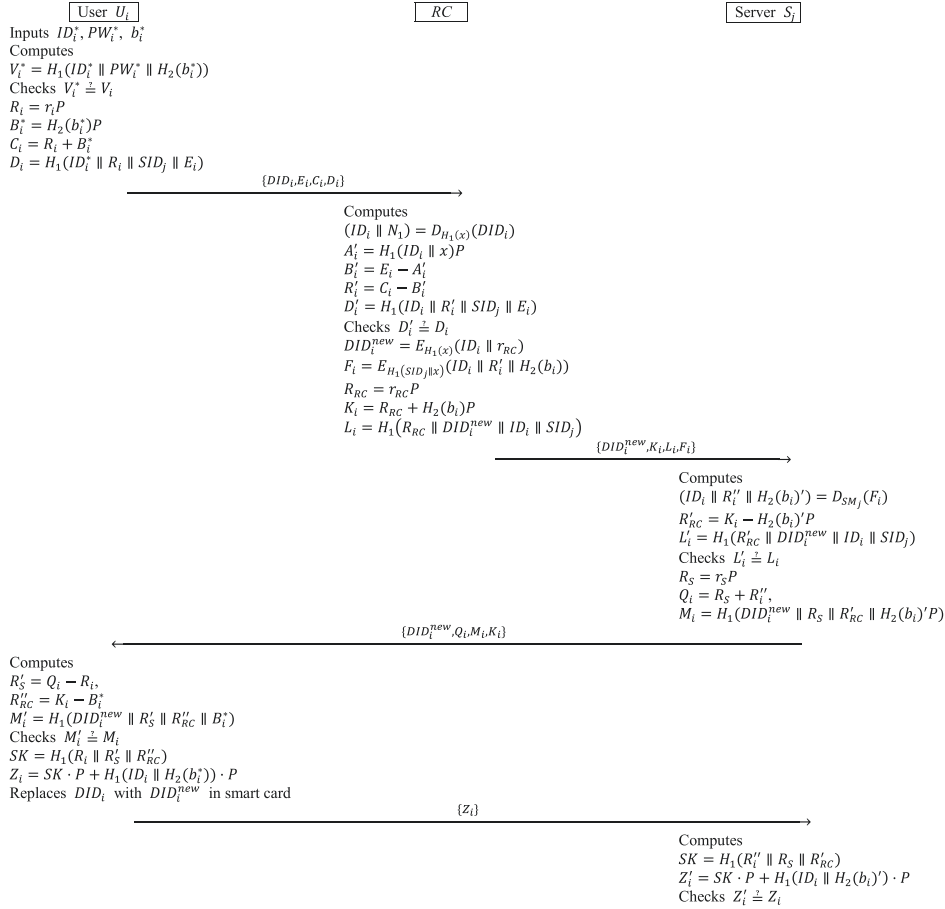 User U_i
RC
Server S_j
Inputs ID_i^*, PW_i^*, b_i^*
Computes
V_i^* = H_1(ID_i^* ∥ PW_i^* ∥ H_2(b_i^*))
Checks V_i^* ≟ V_i
R_i = r_iP
B_i^* = H_2(b_i^*)P
C_i = R_i + B_i^*
D_i = H_1(ID_i^* ∥ R_i ∥ SID_j ∥ E_i)
{DID_i,E_i,C_i,D_i}
Computes
(ID_i ∥ N_1) = D_{H_1(x)}(DID_i)
A_i′ = H_1(ID_i ∥ x)P
B_i′ = E_i − A_i′
R_i′ = C_i − B_i′
D_i′ = H_1(ID_i ∥ R_i′ ∥ SID_j ∥ E_i)
Checks D_i′ ≟ D_i
DID_i^{new} = E_{H_1(x)}(ID_i ∥ r_{RC})
F_i = E_{H_1(SID_j∥x)}(ID_i ∥ R_i′ ∥ H_2(b_i))
R_{RC} = r_{RC}P
K_i = R_{RC} + H_2(b_i)P
L_i = H_1(R_{RC} ∥ DID_i^{new} ∥ ID_i ∥ SID_j)
{DID_i^{new},K_i,L_i,F_i}
Computes
(ID_i ∥ R_i″ ∥ H_2(b_i)′) = D_{SM_j}(F_i)
R_{RC}′ = K_i − H_2(b_i)′P
L_i′ = H_1(R_{RC}′ ∥ DID_i^{new} ∥ ID_i ∥ SID_j)
Checks L_i′ ≟ L_i
R_S = r_SP
Q_i = R_S + R_i″,
M_i = H_1(DID_i^{new} ∥ R_S ∥ R_{RC}′ ∥ H_2(b_i)′P)
{DID_i^{new},Q_i,M_i,K_i}
Computes
R_S′ = Q_i − R_i,
R_{RC}″ = K_i − B_i^*
M_i′ = H_1(DID_i^{new} ∥ R_S′ ∥ R_{RC}″ ∥ B_i^*)
Checks M_i′ ≟ M_i
SK = H_1(R_i ∥ R_S′ ∥ R_{RC}″)
Z_i = SK · P + H_1(ID_i ∥ H_2(b_i^*)) · P
Replaces DID_i with DID_i^{new} in smart card
{Z_i}
Computes
SK = H_1(R_i″ ∥ R_S ∥ R_{RC}′)
Z_i′ = SK · P + H_1(ID_i ∥ H_2(b_i)′) · P
Checks Z_i′ ≟ Z_i